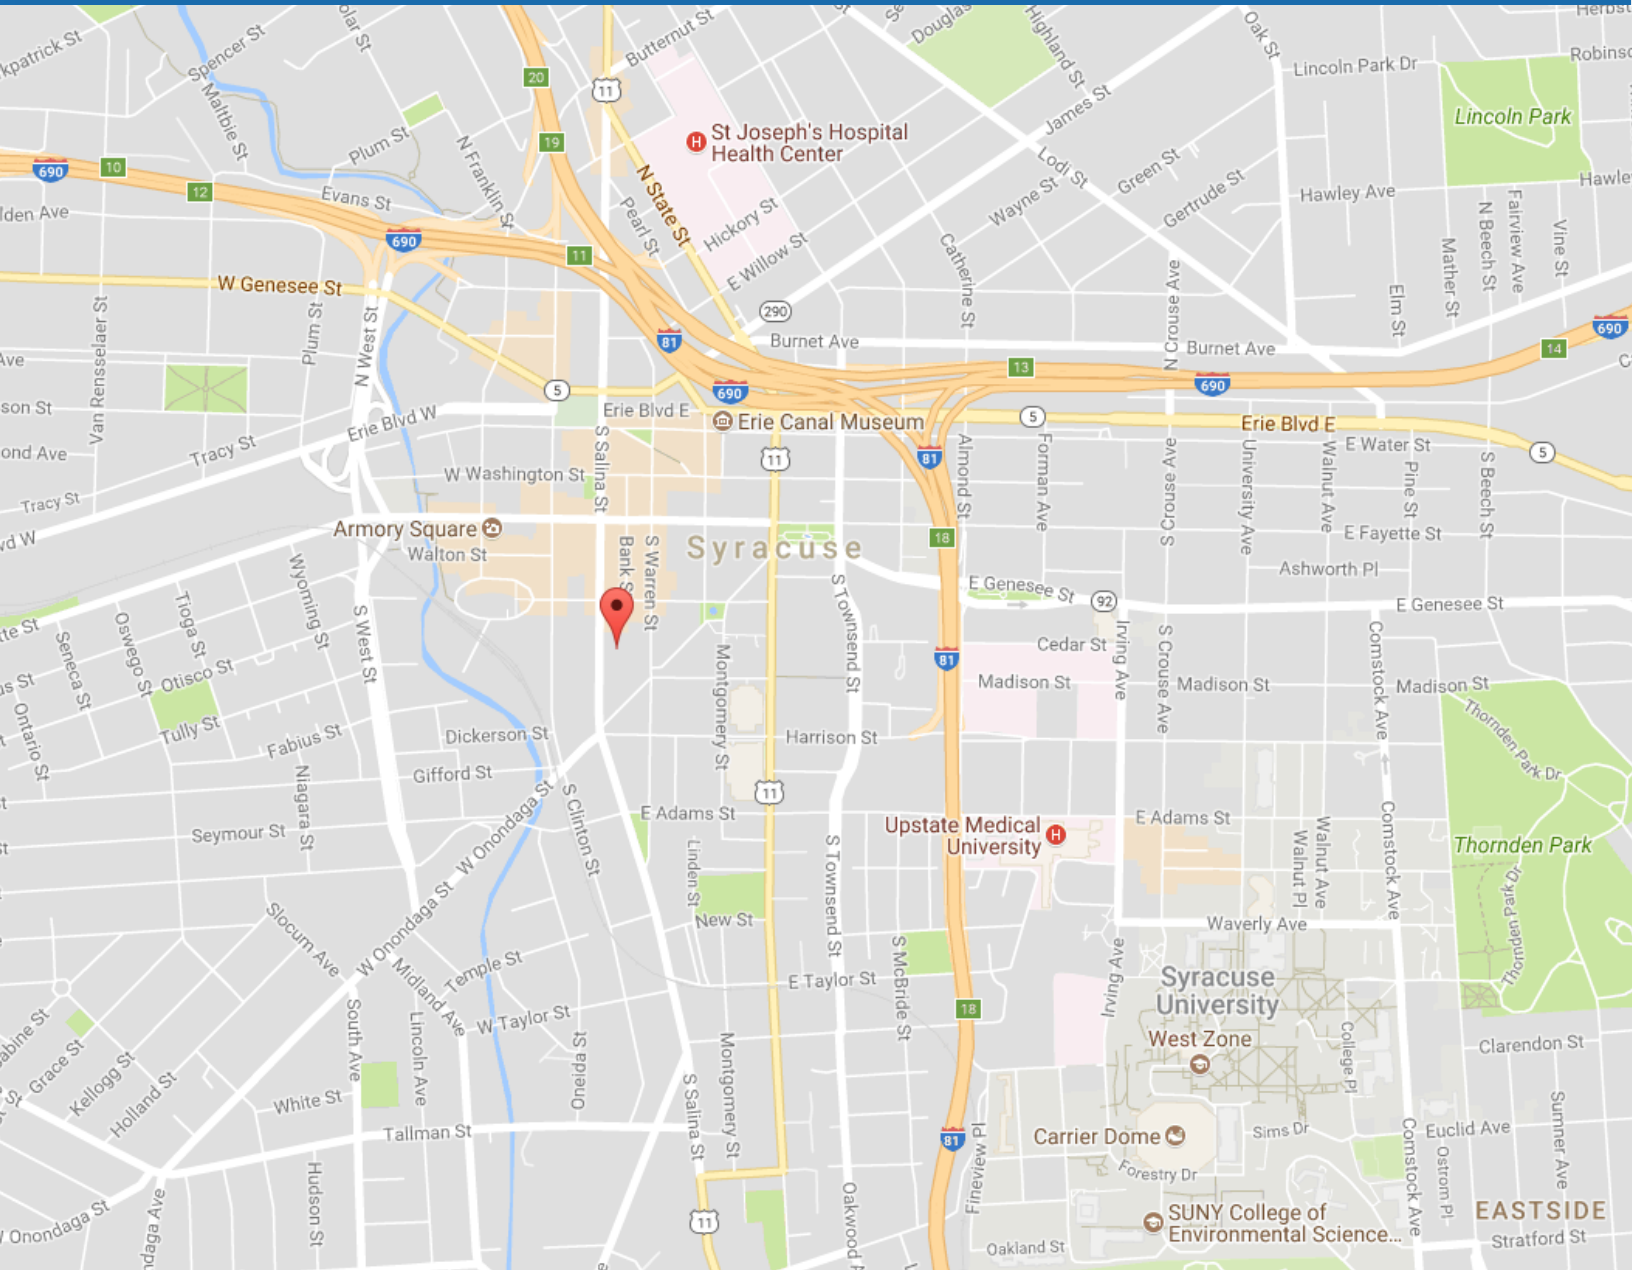 Butternut St
Douglas
Highland St
Oak St
Spencer St
Maltbie St
20
11
Lincoln Park Dr
Robins
Lincoln Park
James St
19
St Joseph's Hospital
Health Center
Plum St
N Franklin St
690
10
12
Evans St
N State St
Pearl St
Hickory St
E Willow St
Lodi St
Wayne St
Green St
Gertrude St
Hawley Ave
Hawle
Fairview Ave
N Beech St
Vine St
Mather St
Elm St
lden Ave
690
11
Catherine St
N Crouse Ave
W Genesee St
Van Rensselaer St
Plum St
N West St
290
81
Burnet Ave
Burnet Ave
690
14
13
690
690
5
Ave
son St
Erie Blvd W
Erie Blvd E
Erie Canal Museum
5
Erie Blvd E
E Water St
5
ond Ave
Tracy St
S Salina St
11
81
Almond St
Forman Ave
University Ave
Walnut Ave
Pine St
S Beech St
W Washington St
Tracy St
vd W
Armory Square
Walton St
Bank S
S Warren St
Syracuse
18
E Fayette St
Ashworth Pl
Wyoming St
Tioga St
Oswego St
Seneca St
Otisco St
S West St
S Townsend St
E Genesee St
92
E Genesee St
Irving Ave
S Crouse Ave
Comstock Ave
Cedar St
81
Madison St
Madison St
Madison St
us St
Ontario St
Tully St
Fabius St
Montgomery St
Dickerson St
Harrison St
Thornden Park Dr
Gifford St
Niagara St
11
S Clinton St
Seymour St
W Onondaga St
E Adams St
Upstate Medical
University
E Adams St
Walnut Pl
Walnut Ave
Comstock Ave
Thornden Park
Thornden Park Dr
Linden St
New St
S Townsend St
Slocum Ave
W Onondaga St
Waverly Ave
Midland Ave
Temple St
S McBride St
E Taylor St
Irving Ave
Syracuse
University
18
W Taylor St
South Ave
Lincoln Ave
Oneida St
Montgomery St
West Zone
College Pl
Clarendon St
Grace St
Kellogg St
Holland St
White St
S Salina St
Tallman St
81
Carrier Dome
Sims Dr
Euclid Ave
Sumner Ave
Forestry Dr
Ostrom Pl
Comstock Ave
Hudson St
Onondaga St
11
Oakwood A
SUNY College of
Environmental Science...
EASTSIDE
Oakland St
Stratford St